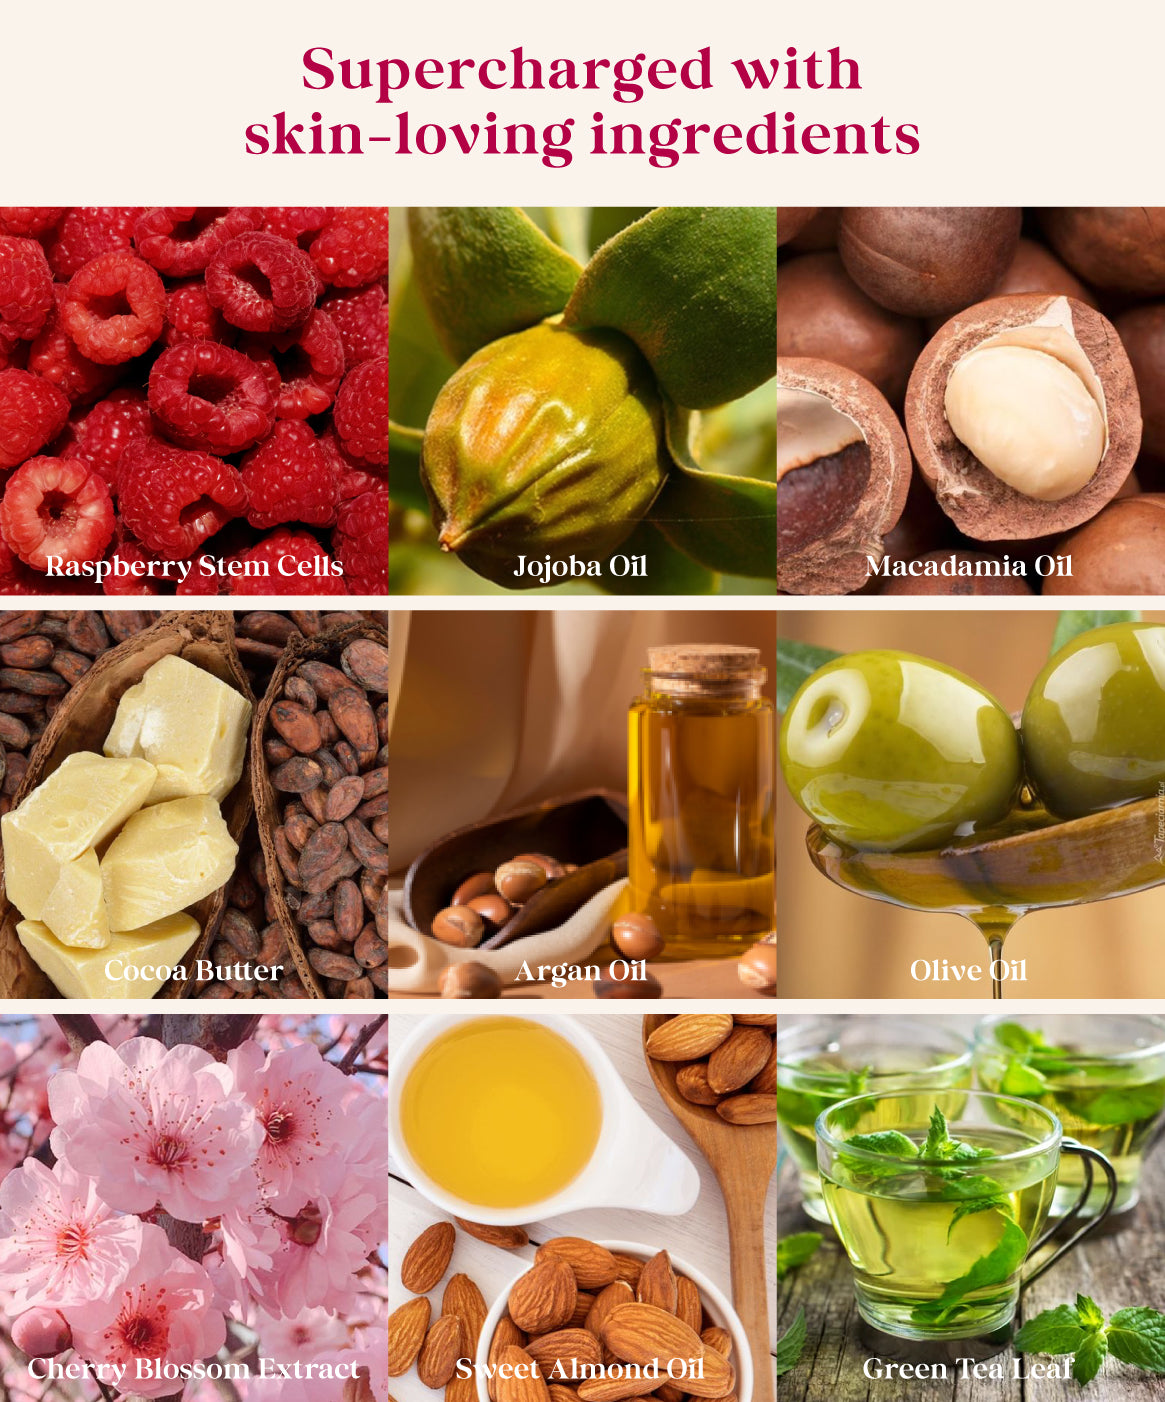 Supercharged with
skin-loving ingredients
Raspberry Stem Cells
Jojoba Oil
Macadamia Oil
Cocoa Butter
Argan Oil
Olive Oil
Cherry Blossom Extract
Sweet Almond Oil
Green Tea Leaf